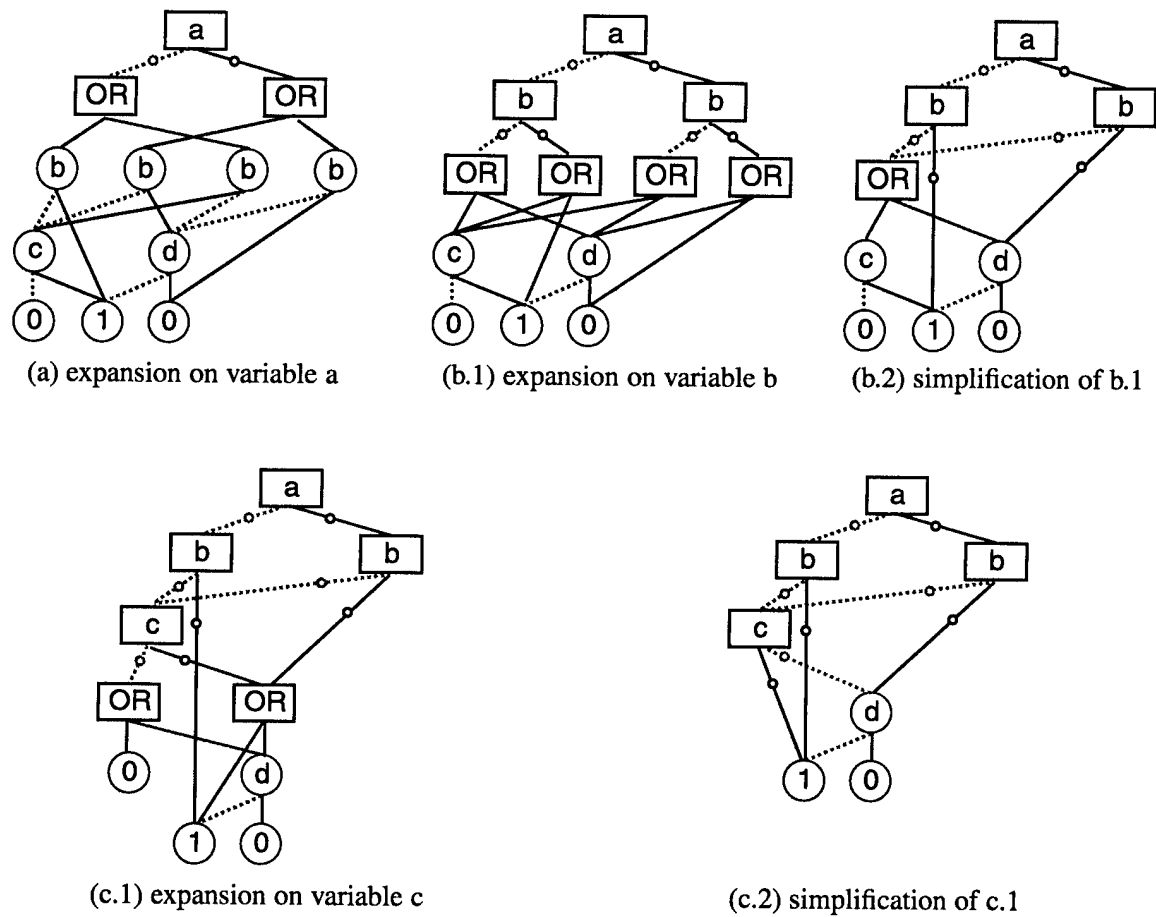 a a a
OR OR b b b b
b b b b OR OR OR OR OR
c d c d c d
0 1 0 0 1 0 0 1 0
(a) expansion on variable a (b.1) expansion on variable b (b.2) simplification of b.1
a a
b b b b
c c
OR OR d
0 d 1 0
1 0
(c.1) expansion on variable c (c.2) simplification of c.1